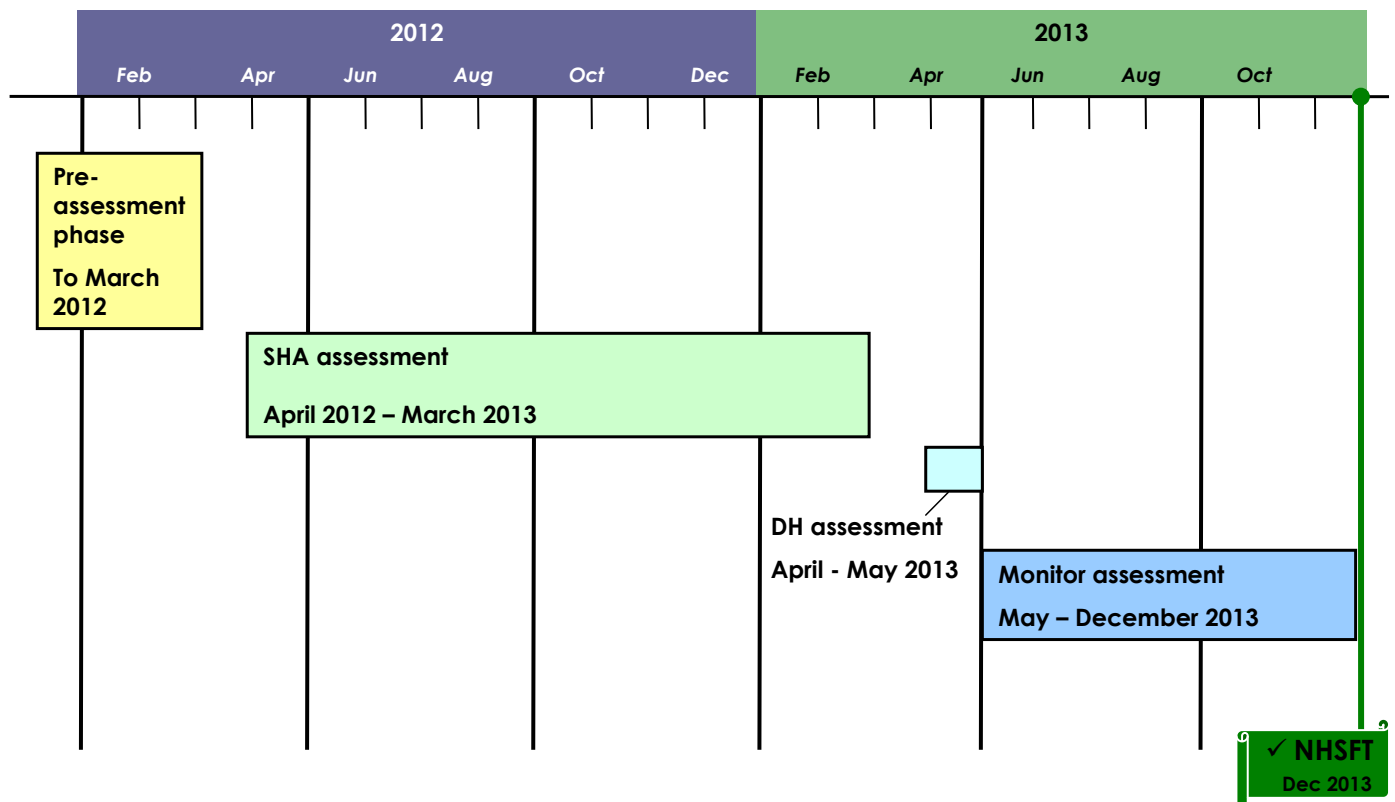 2012
2013
Feb Apr Jun Aug Oct Dec Feb Apr Jun Aug Oct
Pre-
assessment
phase
To March
2012
SHA assessment
April 2012 – March 2013
DH assessment
April - May 2013
Monitor assessment
May – December 2013
✓ NHSFT
Dec 2013